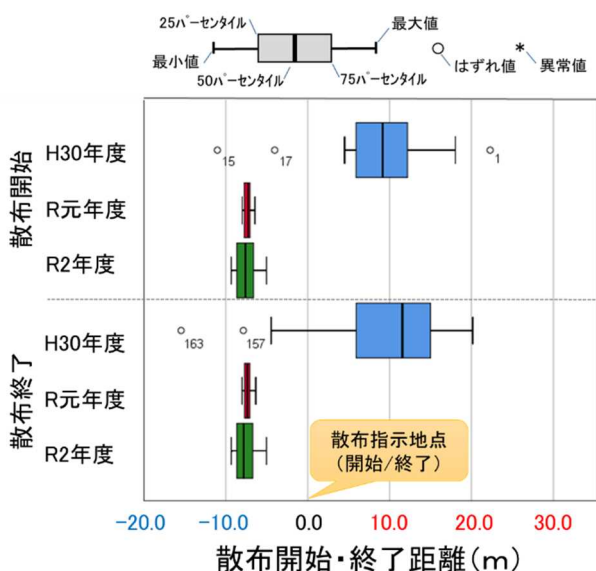 25パーセンタイル
最大値
最小値
50パーセンタイル
75パーセンタイル
はずれ値
異常値
散布開始
H30年度
15
17
1
R元年度
R2年度
散布終了
H30年度
163
157
R元年度
R2年度
散布指示地点
(開始/終了)
-20.0 -10.0 0.0 10.0 20.0 30.0
散布開始・終了距離(m)